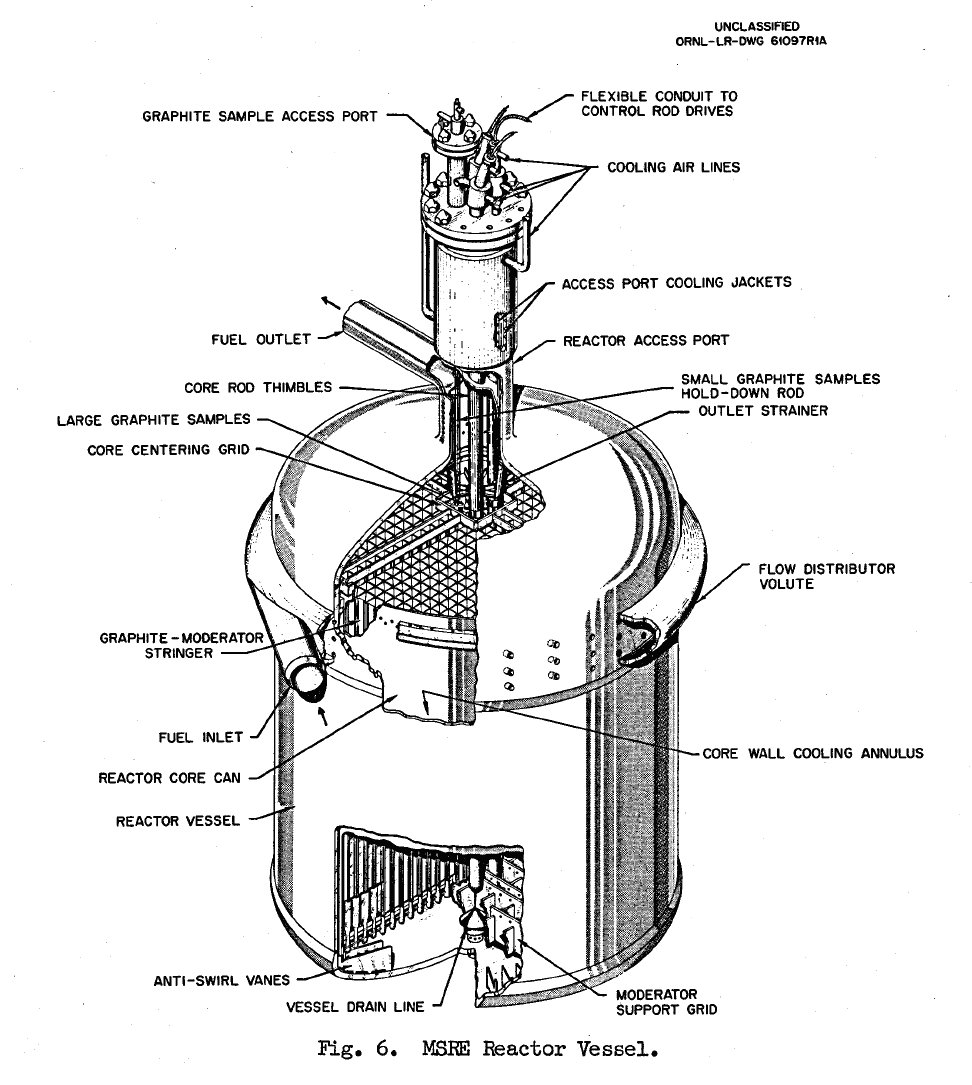 UNCLASSIFIED
ORNL-LR-DWG 61097R1A
FLEXIBLE CONDUIT TO
CONTROL ROD DRIVES
GRAPHITE SAMPLE ACCESS PORT
COOLING AIR LINES
ACCESS PORT COOLING JACKETS
FUEL OUTLET
REACTOR ACCESS PORT
CORE ROD THIMBLES
SMALL GRAPHITE SAMPLES
HOLD-DOWN ROD
OUTLET STRAINER
LARGE GRAPHITE SAMPLES
CORE CENTERING GRID
FLOW DISTRIBUTOR
VOLUTE
GRAPHITE-MODERATOR
STRINGER
FUEL INLET
CORE WALL COOLING ANNULUS
REACTOR CORE CAN
REACTOR VESSEL
ANTI-SWIRL VANES
VESSEL DRAIN LINE
MODERATOR
SUPPORT GRID
Fig. 6. MSRE Reactor Vessel.